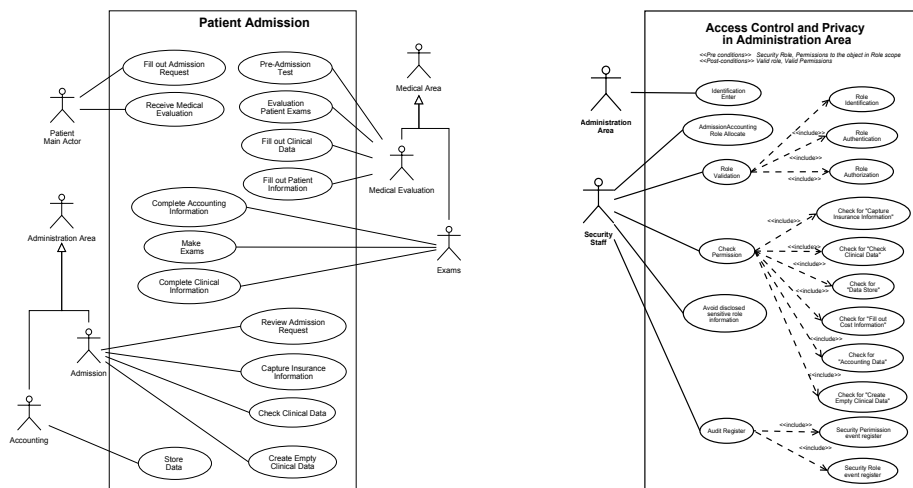 Patient Admission
Fill out Admission
Request
Receive Medical
Evaluation
Patient
Main Actor
Pre-Admission
Test
Evaluation
Patient Exams
Fill out Clinical
Data
Fill out Patient
Information
Medical Area
Medical Evaluation
Complete Accounting
Information
Make
Exams
Complete Clinical
Information
Exams
Administration Area
Review Admission
Request
Capture Insurance
Information
Check Clinical Data
Create Empty
Clinical Data
Admission
Accounting
Store
Data
Access Control and Privacy
in Administration Area
<<Pre conditions>> Security Role, Permissions to the object in Role scope
<<Post-conditions>> Valid role, Valid Permissions
Administration
Area
Identification
Enter
AdmissionAccounting
Role Allocate
Role
Validation
Role
Identification
<<include>>
Role
Authentication
<<include>>
Role
Authorization
<<include>>
Security
Staff
Check
Permission
Check for "Capture
Insurance Information"
<<include>>
Check for "Check
Clinical Data"
<<include>>
Check for
"Data Store"
<<include>>
Check for "Fill out
Cost Information"
<<include>>
Check for
"Accounting Data"
<<include>>
Check for "Create
Empty Clinical Data"
<<include>>
Avoid disclosed
sensitive role
information
Audit Register
<<include>>
Security Perimission
event register
<<include>>
Security Role
event register